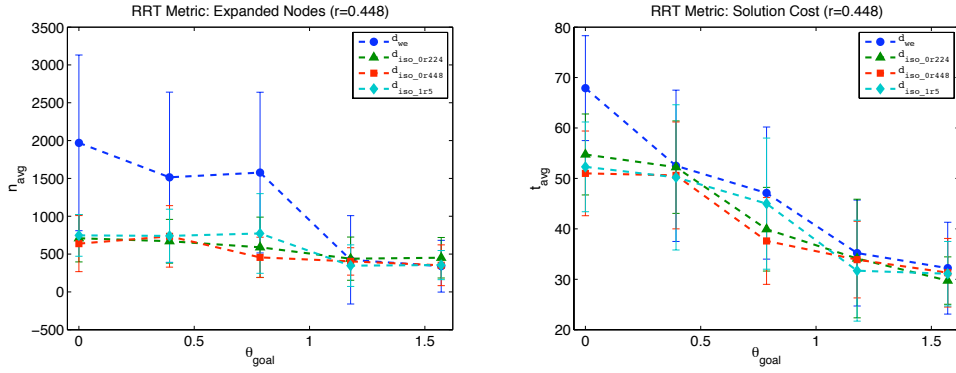 RRT Metric: Expanded Nodes (r=0.448)
3500
3000
2500
2000
1500
1000
500
0
−500
n_avg
0
0.5
1
1.5
θ_goal
d_we
d_iso_0r224
d_iso_0r448
d_iso_1r5
RRT Metric: Solution Cost (r=0.448)
80
70
60
50
40
30
20
t_avg
0
0.5
1
1.5
θ_goal
d_we
d_iso_0r224
d_iso_0r448
d_iso_1r5